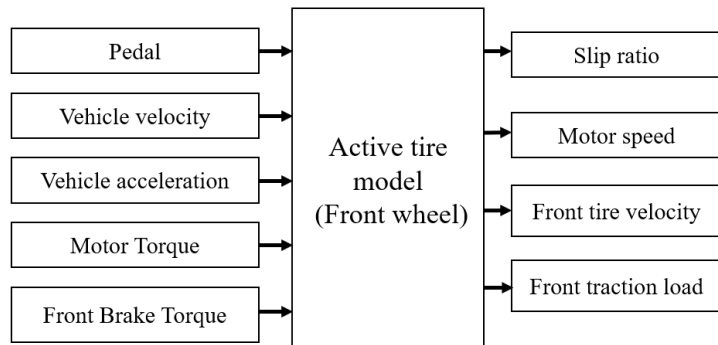 Pedal
Vehicle velocity
Vehicle acceleration
Motor Torque
Front Brake Torque
Active tire
model
(Front wheel)
Slip ratio
Motor speed
Front tire velocity
Front traction load